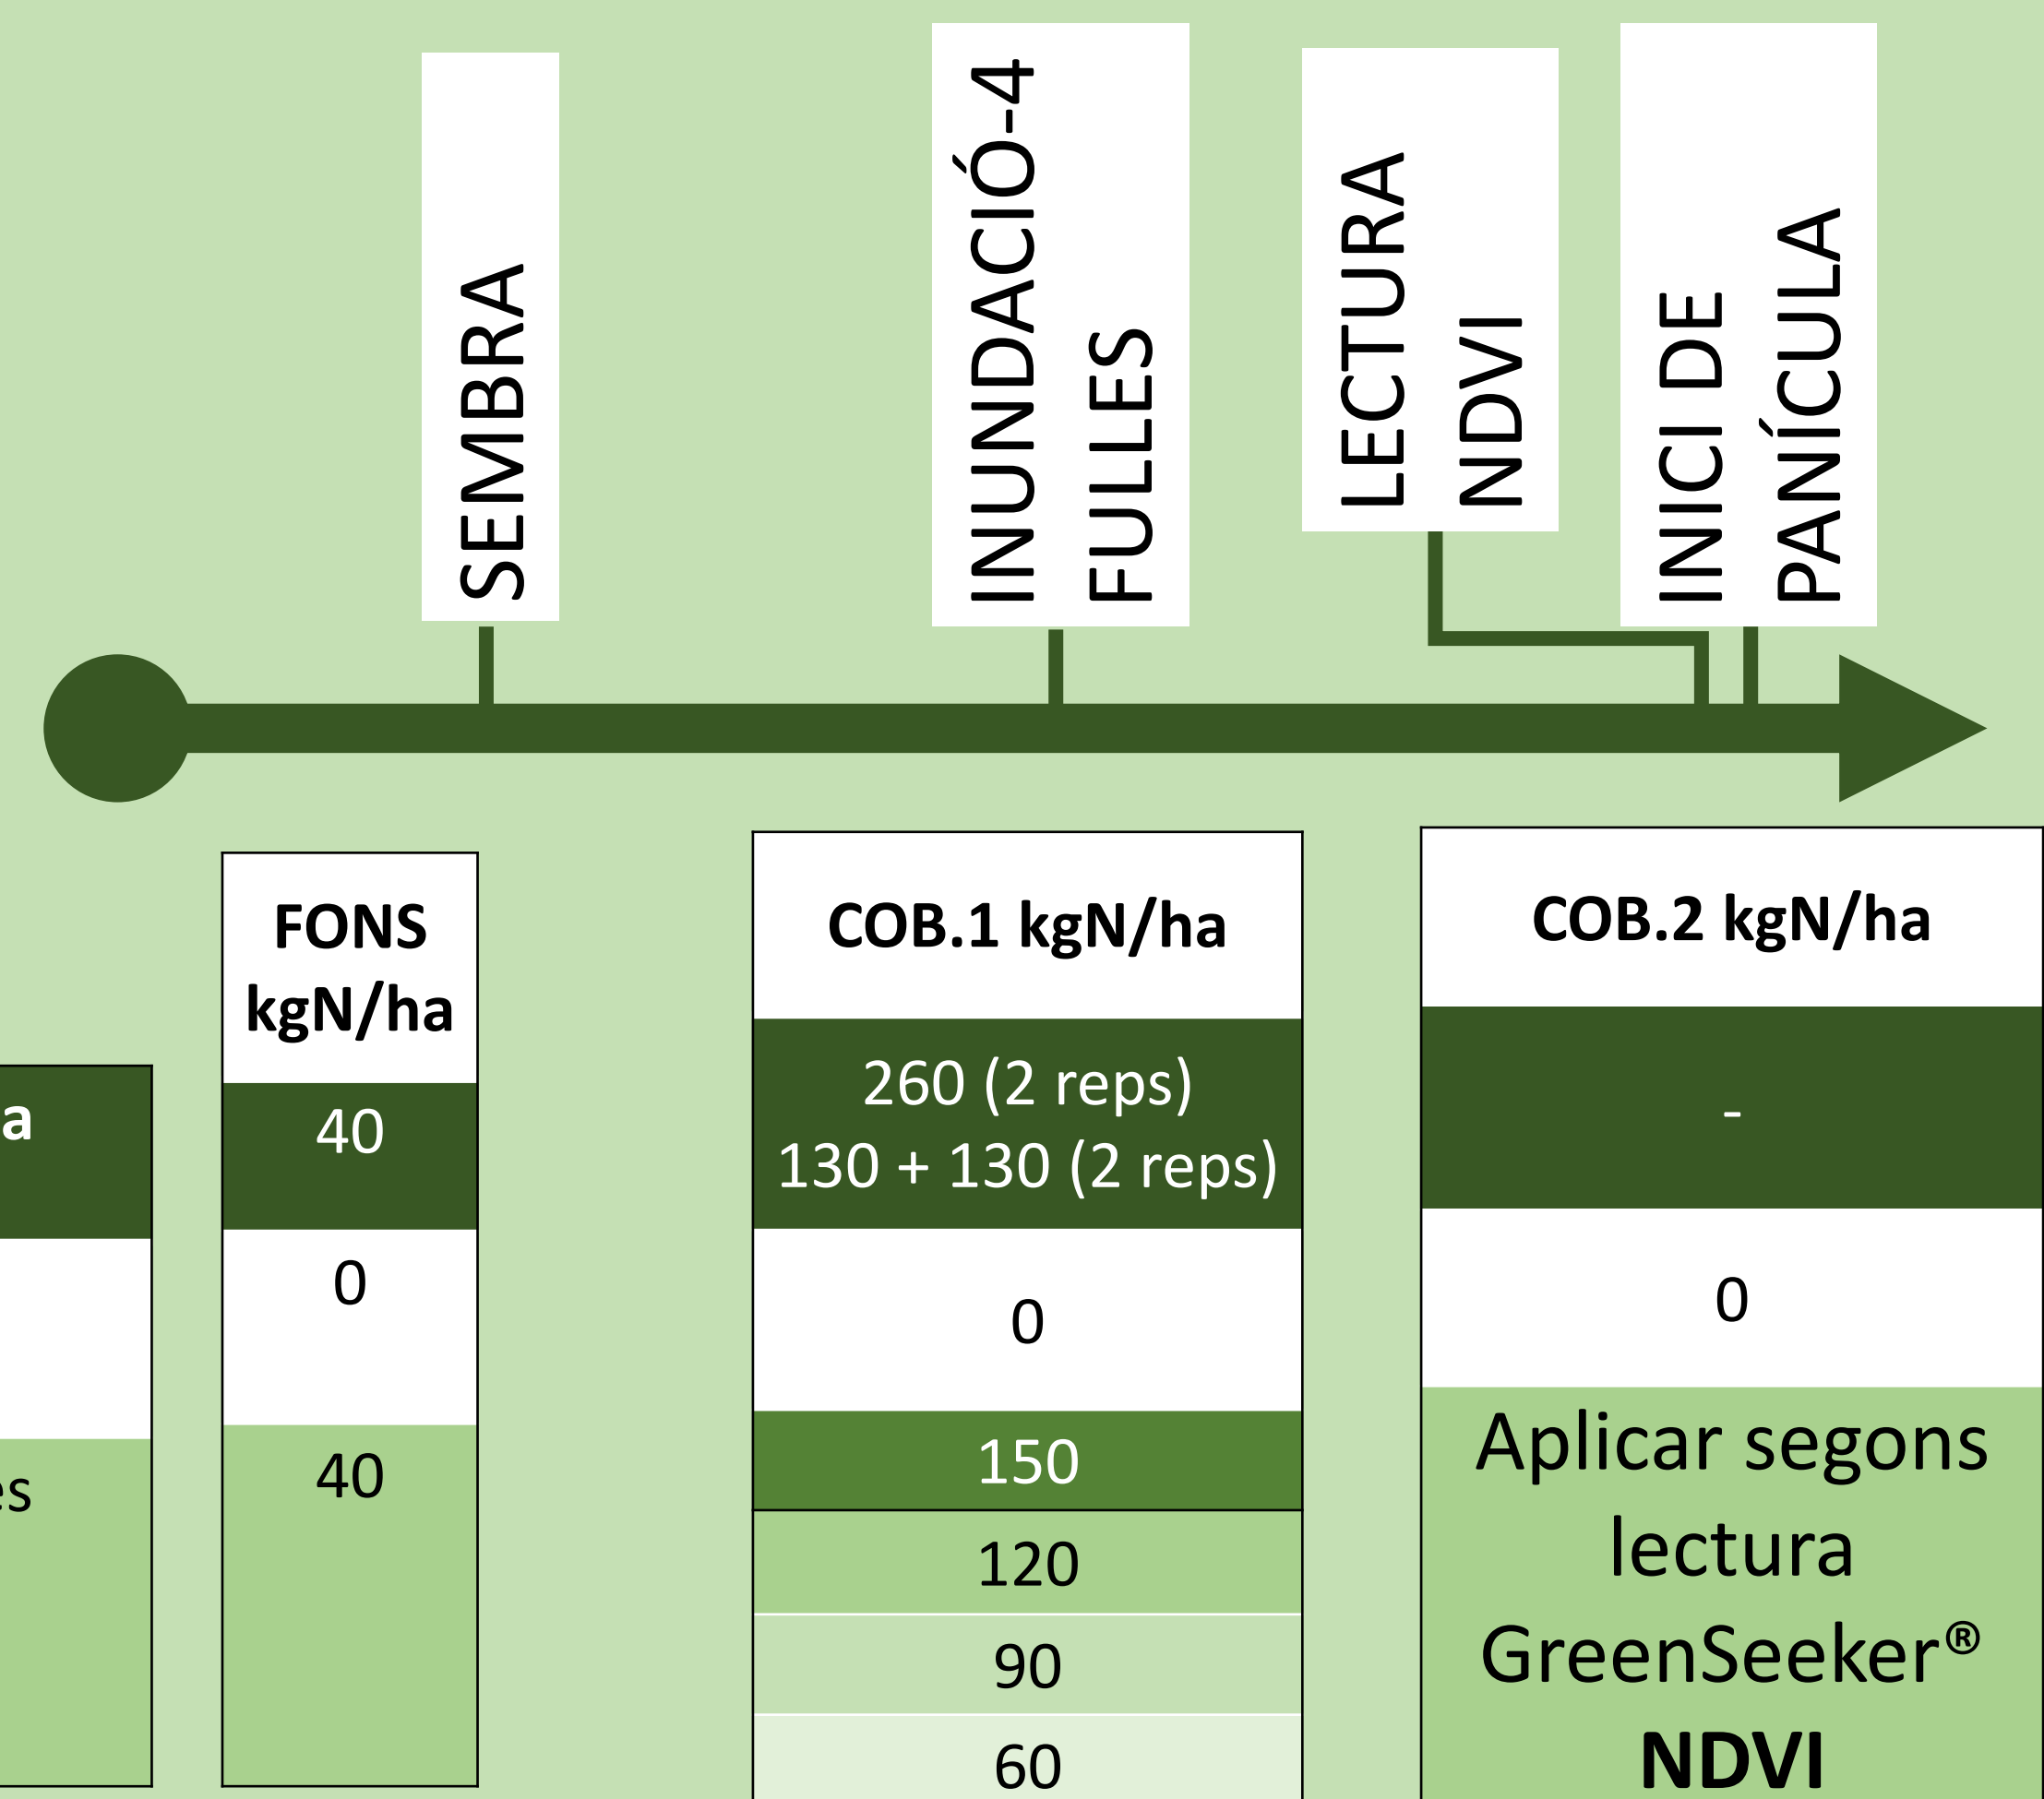 SEMBRA
INUNDACIÓ-4
FULLES
LECTURA
NDVI
INICI DE
PANÍCULA
FONS
kgN/ha
40
0
40
COB.1 kgN/ha
260 (2 reps)
130 + 130 (2 reps)
0
150
120
90
60
COB.2 kgN/ha
-
0
Aplicar segons
lectura
GreenSeeker®
NDVI